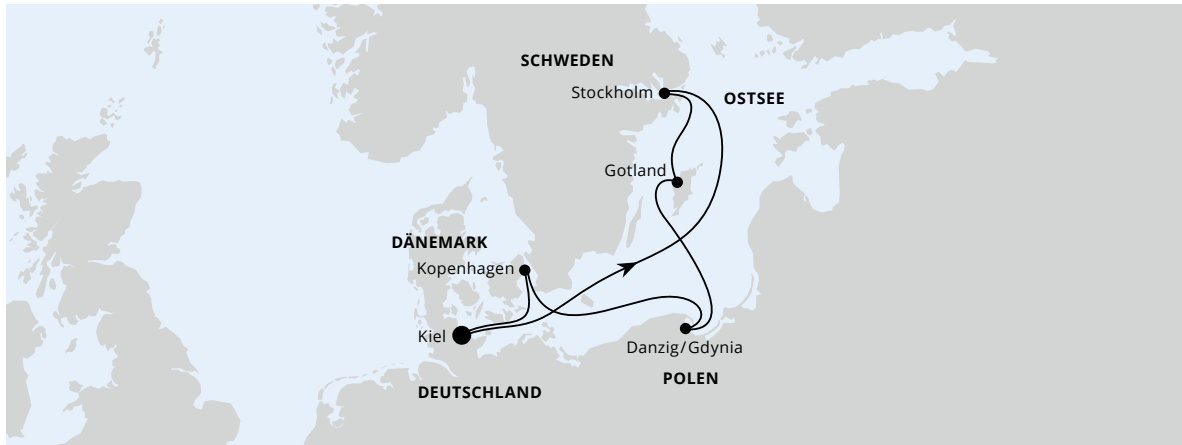 SCHWEDEN
Stockholm
OSTSEE
Gotland
DÄNEMARK
Kopenhagen
Kiel
Danzig/Gdynia
POLEN
DEUTSCHLAND